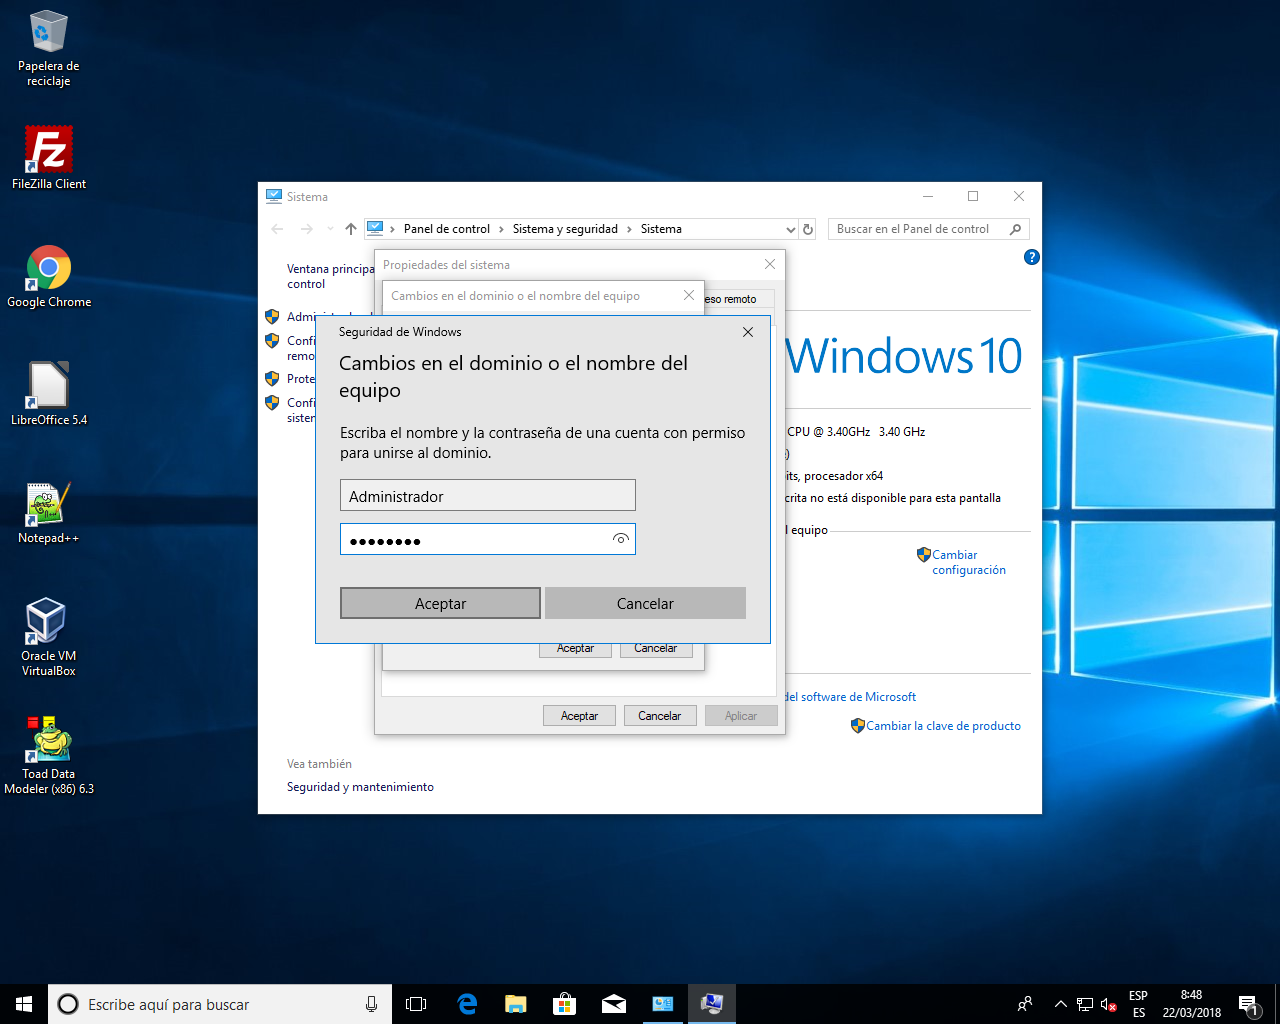 Papelera de
reciclaje
FileZilla Client
Google Chrome
LibreOffice 5.4
Notepad++
Oracle VM
VirtualBox
Toad Data
Modeler (x86) 6.3
Sistema
Panel de control
Sistema y seguridad
Sistema
Buscar en el Panel de control
Ventana principa
control
Confi
remo
Prote
Confi
sisten
Propiedades del sistema
Cambios en el dominio o el nombre del equipo
eso remoto
Seguridad de Windows
Cambios en el dominio o el nombre del
equipo
Escriba el nombre y la contraseña de una cuenta con permiso
para unirse al dominio.
Administrador
●●●●●●●●
Aceptar
Cancelar
Aceptar
Cancelar
Aceptar
Cancelar
Aplicar
Windows 10
CPU @ 3.40GHz 3.40 GHz
its, procesador x64
crita no está disponible para esta pantalla
l equipo
Cambiar
configuración
del software de Microsoft
Cambiar la clave de producto
Vea también
Seguridad y mantenimiento
Escribe aquí para buscar
ESP
ES
8:48
22/03/2018
1